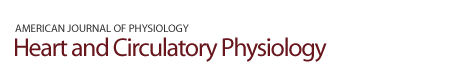 AMERICAN JOURNAL OF PHYSIOLOGY
Heart and Circulatory Physiology